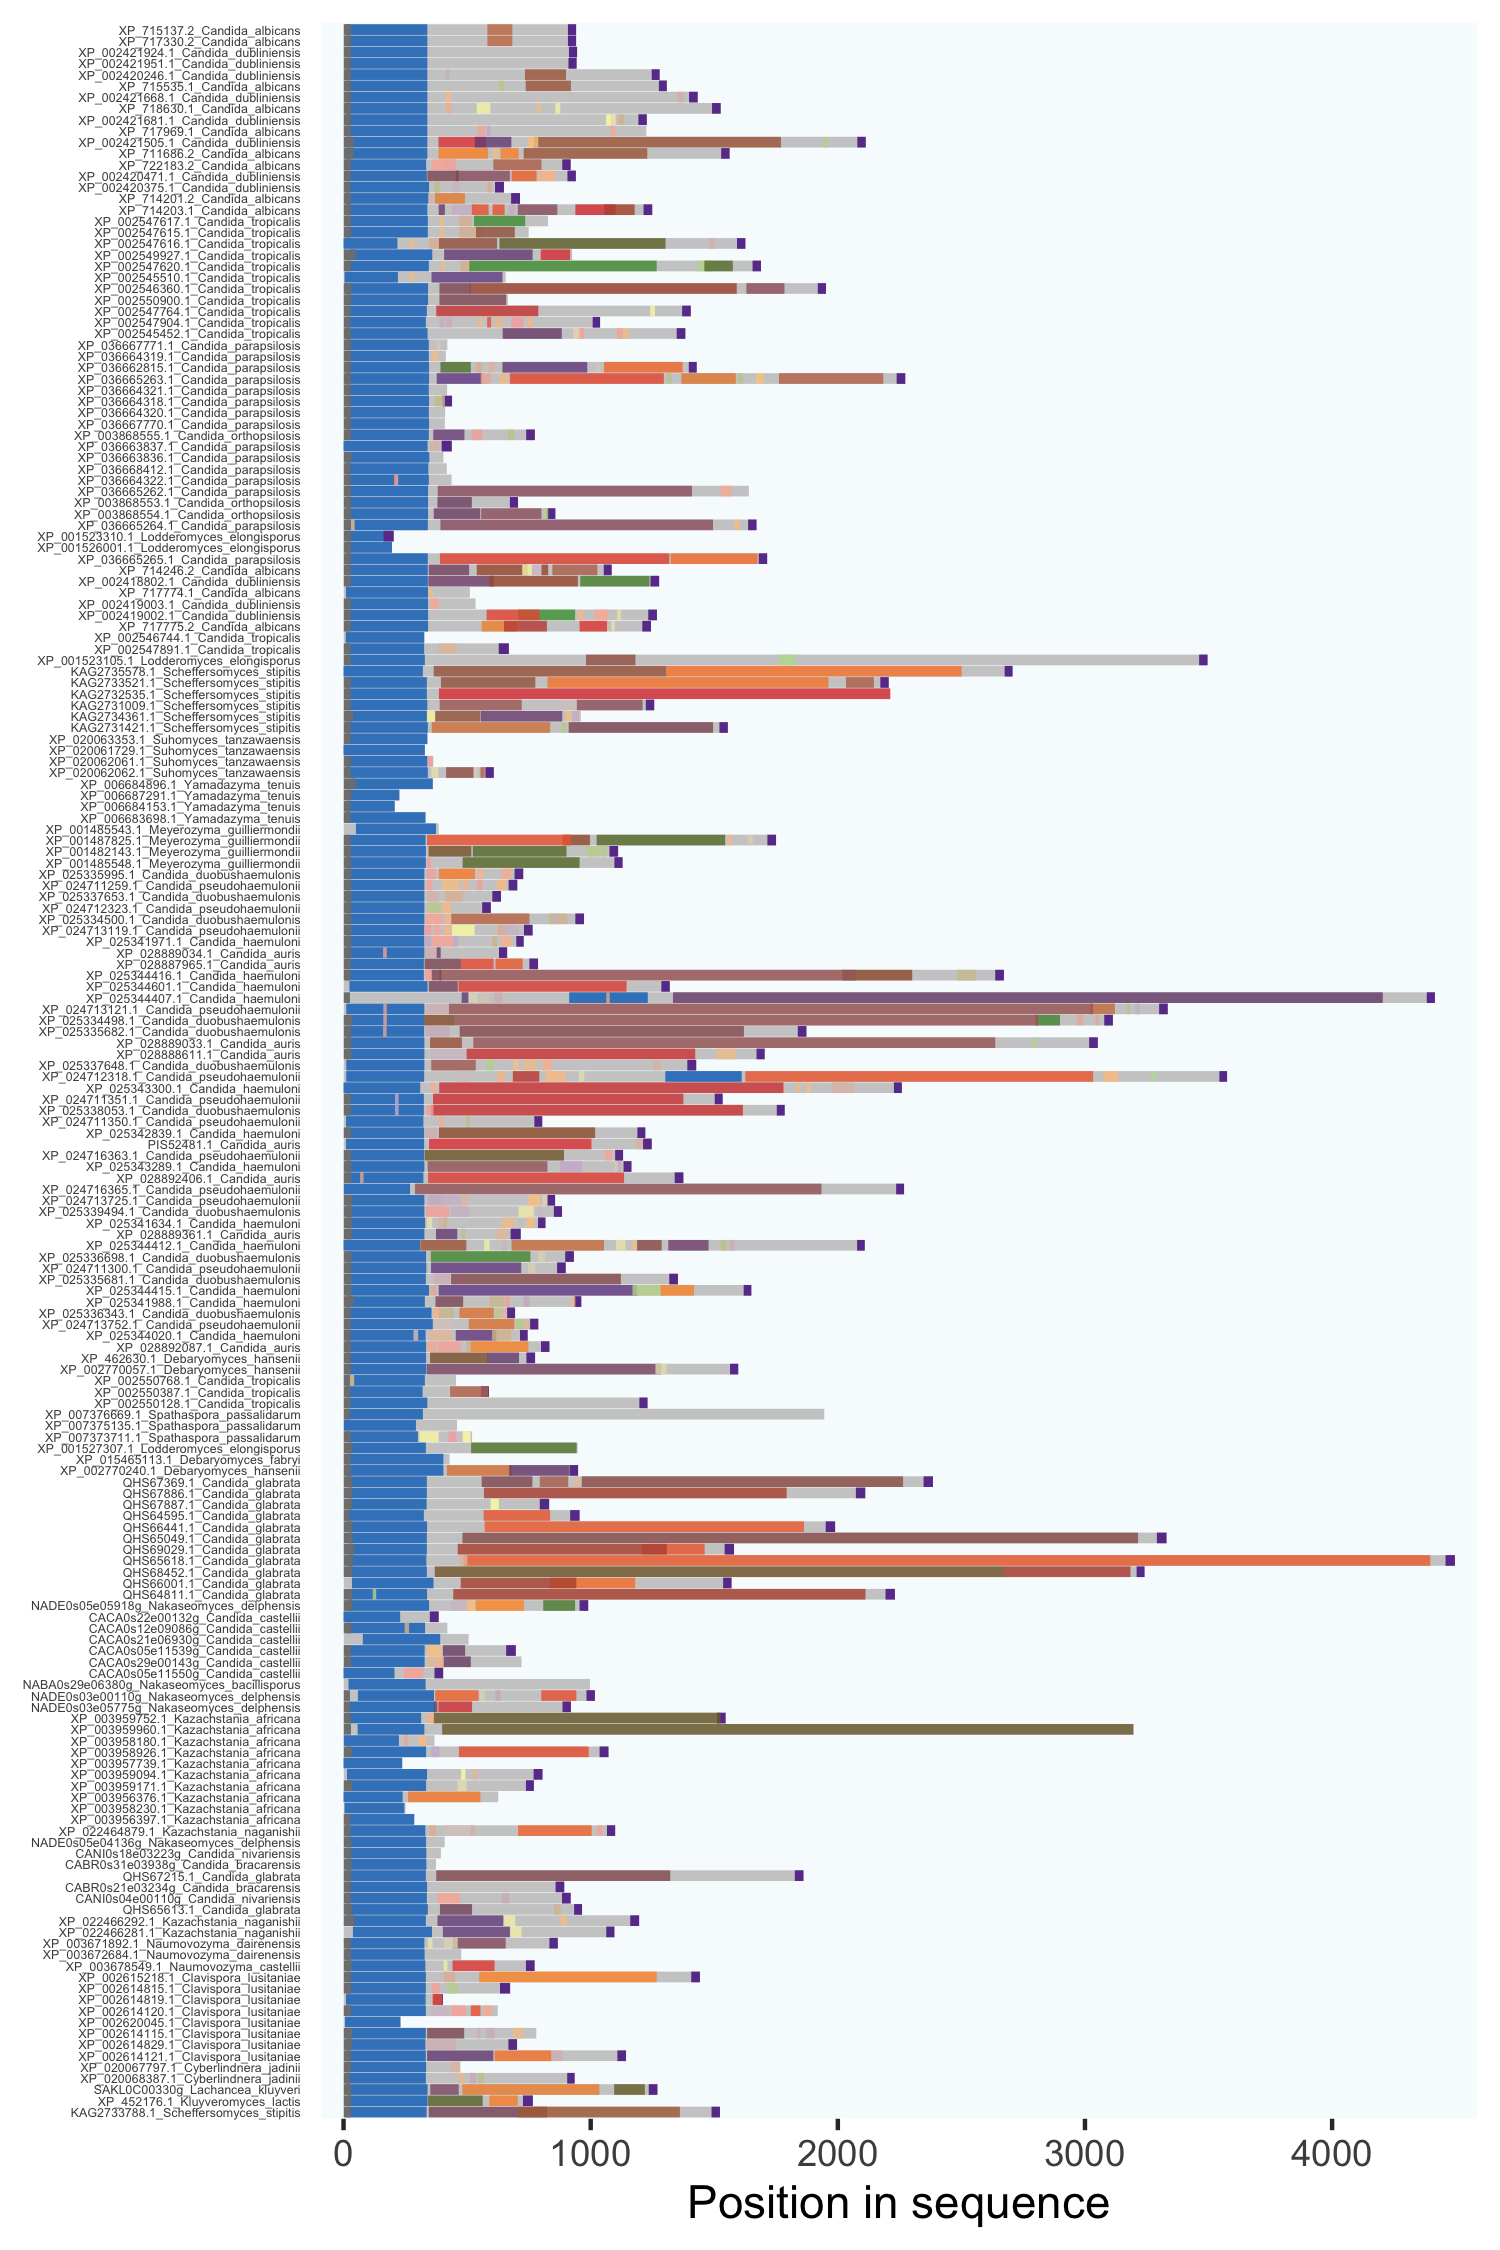 XP_715137.2_Candida_albicans
XP_717330.2_Candida_albicans
XP_002421924.1_Candida_dubliniensis
XP_002421951.1_Candida_dubliniensis
XP_002420246.1_Candida_dubliniensis
XP_715535.1_Candida_albicans
XP_002421668.1_Candida_dubliniensis
XP_718630.1_Candida_albicans
XP_002421681.1_Candida_dubliniensis
XP_717969.1_Candida_albicans
XP_002421505.1_Candida_dubliniensis
XP_711686.2_Candida_albicans
XP_722183.2_Candida_albicans
XP_002420471.1_Candida_dubliniensis
XP_002420375.1_Candida_dubliniensis
XP_714201.2_Candida_albicans
XP_714203.1_Candida_albicans
XP_002547617.1_Candida_tropicalis
XP_002547615.1_Candida_tropicalis
XP_002547616.1_Candida_tropicalis
XP_002549927.1_Candida_tropicalis
XP_002547620.1_Candida_tropicalis
XP_002545510.1_Candida_tropicalis
XP_002546360.1_Candida_tropicalis
XP_002550900.1_Candida_tropicalis
XP_002547764.1_Candida_tropicalis
XP_002547904.1_Candida_tropicalis
XP_002545452.1_Candida_tropicalis
XP_036667771.1_Candida_parapsilosis
XP_036664319.1_Candida_parapsilosis
XP_036662815.1_Candida_parapsilosis
XP_036665263.1_Candida_parapsilosis
XP_036664321.1_Candida_parapsilosis
XP_036664318.1_Candida_parapsilosis
XP_036664320.1_Candida_parapsilosis
XP_036667770.1_Candida_parapsilosis
XP_003868555.1_Candida_orthopsilosis
XP_036663837.1_Candida_parapsilosis
XP_036663836.1_Candida_parapsilosis
XP_036668412.1_Candida_parapsilosis
XP_036664322.1_Candida_parapsilosis
XP_036665262.1_Candida_parapsilosis
XP_003868553.1_Candida_orthopsilosis
XP_003868554.1_Candida_orthopsilosis
XP_036665264.1_Candida_parapsilosis
XP_001523310.1_Lodderomyces_elongisporus
XP_001526001.1_Lodderomyces_elongisporus
XP_036665265.1_Candida_parapsilosis
XP_714246.2_Candida_albicans
XP_002418802.1_Candida_dubliniensis
XP_717774.1_Candida_albicans
XP_002419003.1_Candida_dubliniensis
XP_002419002.1_Candida_dubliniensis
XP_717775.2_Candida_albicans
XP_002546744.1_Candida_tropicalis
XP_002547891.1_Candida_tropicalis
XP_001523105.1_Lodderomyces_elongisporus
KAG2735578.1_Scheffersomyces_stipitis
KAG2733521.1_Scheffersomyces_stipitis
KAG2732535.1_Scheffersomyces_stipitis
KAG2731009.1_Scheffersomyces_stipitis
KAG2734361.1_Scheffersomyces_stipitis
KAG2731421.1_Scheffersomyces_stipitis
XP_020063353.1_Suhomyces_tanzawaensis
XP_020061729.1_Suhomyces_tanzawaensis
XP_020062061.1_Suhomyces_tanzawaensis
XP_020062062.1_Suhomyces_tanzawaensis
XP_006684896.1_Yamadazyma_tenuis
XP_006687291.1_Yamadazyma_tenuis
XP_006684153.1_Yamadazyma_tenuis
XP_006683698.1_Yamadazyma_tenuis
XP_001485543.1_Meyerozyma_guilliermondii
XP_001487825.1_Meyerozyma_guilliermondii
XP_001482143.1_Meyerozyma_guilliermondii
XP_001485548.1_Meyerozyma_guilliermondii
XP_025335995.1_Candida_duobushaemulonis
XP_024711259.1_Candida_pseudohaemulonii
XP_025337653.1_Candida_duobushaemulonis
XP_024712323.1_Candida_pseudohaemulonii
XP_025334500.1_Candida_duobushaemulonis
XP_024713119.1_Candida_pseudohaemulonii
XP_025341971.1_Candida_haemuloni
XP_028889034.1_Candida_auris
XP_028887965.1_Candida_auris
XP_025344416.1_Candida_haemuloni
XP_025344601.1_Candida_haemuloni
XP_025344407.1_Candida_haemuloni
XP_024713121.1_Candida_pseudohaemulonii
XP_025334498.1_Candida_duobushaemulonis
XP_025335682.1_Candida_duobushaemulonis
XP_028889033.1_Candida_auris
XP_028888611.1_Candida_auris
XP_025337648.1_Candida_duobushaemulonis
XP_024712318.1_Candida_pseudohaemulonii
XP_025343300.1_Candida_haemuloni
XP_024711351.1_Candida_pseudohaemulonii
XP_025338053.1_Candida_duobushaemulonis
XP_024711350.1_Candida_pseudohaemulonii
XP_025342839.1_Candida_haemuloni
PIS52481.1_Candida_auris
XP_024716363.1_Candida_pseudohaemulonii
XP_025343289.1_Candida_haemuloni
XP_028892406.1_Candida_auris
XP_024716365.1_Candida_pseudohaemulonii
XP_024713725.1_Candida_pseudohaemulonii
XP_025339494.1_Candida_duobushaemulonis
XP_025341634.1_Candida_haemuloni
XP_028889361.1_Candida_auris
XP_025344412.1_Candida_haemuloni
XP_025336698.1_Candida_duobushaemulonis
XP_024711300.1_Candida_pseudohaemulonii
XP_025335681.1_Candida_duobushaemulonis
XP_025344415.1_Candida_haemuloni
XP_025341988.1_Candida_haemuloni
XP_025336343.1_Candida_duobushaemulonis
XP_024713752.1_Candida_pseudohaemulonii
XP_025344020.1_Candida_haemuloni
XP_028892087.1_Candida_auris
XP_462630.1_Debaryomyces_hansenii
XP_002770057.1_Debaryomyces_hansenii
XP_002550768.1_Candida_tropicalis
XP_002550387.1_Candida_tropicalis
XP_002550128.1_Candida_tropicalis
XP_007376669.1_Spathaspora_passalidarum
XP_007375135.1_Spathaspora_passalidarum
XP_007373711.1_Spathaspora_passalidarum
XP_001527307.1_Lodderomyces_elongisporus
XP_015465113.1_Debaryomyces_fabryi
XP_002770240.1_Debaryomyces_hansenii
QHS67369.1_Candida_glabrata
QHS67886.1_Candida_glabrata
QHS67887.1_Candida_glabrata
QHS64595.1_Candida_glabrata
QHS66441.1_Candida_glabrata
QHS65049.1_Candida_glabrata
QHS69029.1_Candida_glabrata
QHS65618.1_Candida_glabrata
QHS68452.1_Candida_glabrata
QHS66001.1_Candida_glabrata
QHS64811.1_Candida_glabrata
NADE0s05e05918g_Nakaseomyces_delphensis
CACA0s22e00132g_Candida_castellii
CACA0s12e09086g_Candida_castellii
CACA0s21e06930g_Candida_castellii
CACA0s05e11539g_Candida_castellii
CACA0s29e00143g_Candida_castellii
CACA0s05e11550g_Candida_castellii
NABA0s29e06380g_Nakaseomyces_bacillisporus
NADE0s03e00110g_Nakaseomyces_delphensis
NADE0s03e05775g_Nakaseomyces_delphensis
XP_003959752.1_Kazachstania_africana
XP_003959960.1_Kazachstania_africana
XP_003958180.1_Kazachstania_africana
XP_003958926.1_Kazachstania_africana
XP_003957739.1_Kazachstania_africana
XP_003959094.1_Kazachstania_africana
XP_003959171.1_Kazachstania_africana
XP_003956376.1_Kazachstania_africana
XP_003958230.1_Kazachstania_africana
XP_003956397.1_Kazachstania_africana
XP_022464879.1_Kazachstania_naganishii
NADE0s05e04136g_Nakaseomyces_delphensis
CANI0s18e03223g_Candida_nivariensis
CABR0s31e03938g_Candida_bracarensis
QHS67215.1_Candida_glabrata
CABR0s21e03234g_Candida_bracarensis
CANI0s04e00110g_Candida_nivariensis
QHS65613.1_Candida_glabrata
XP_022466292.1_Kazachstania_naganishii
XP_022466281.1_Kazachstania_naganishii
XP_003671892.1_Naumovozyma_dairenensis
XP_003672684.1_Naumovozyma_dairenensis
XP_003678549.1_Naumovozyma_castellii
XP_002615218.1_Clavispora_lusitaniae
XP_002614815.1_Clavispora_lusitaniae
XP_002614819.1_Clavispora_lusitaniae
XP_002614120.1_Clavispora_lusitaniae
XP_002620045.1_Clavispora_lusitaniae
XP_002614115.1_Clavispora_lusitaniae
XP_002614829.1_Clavispora_lusitaniae
XP_002614121.1_Clavispora_lusitaniae
XP_020067797.1_Cyberlindnera_jadinii
XP_020068387.1_Cyberlindnera_jadinii
SAKL0C00330g_Lachancea_kluyveri
XP_452176.1_Kluyveromyces_lactis
KAG2733788.1_Scheffersomyces_stipitis
0 1000 2000 3000 4000
Position in sequence